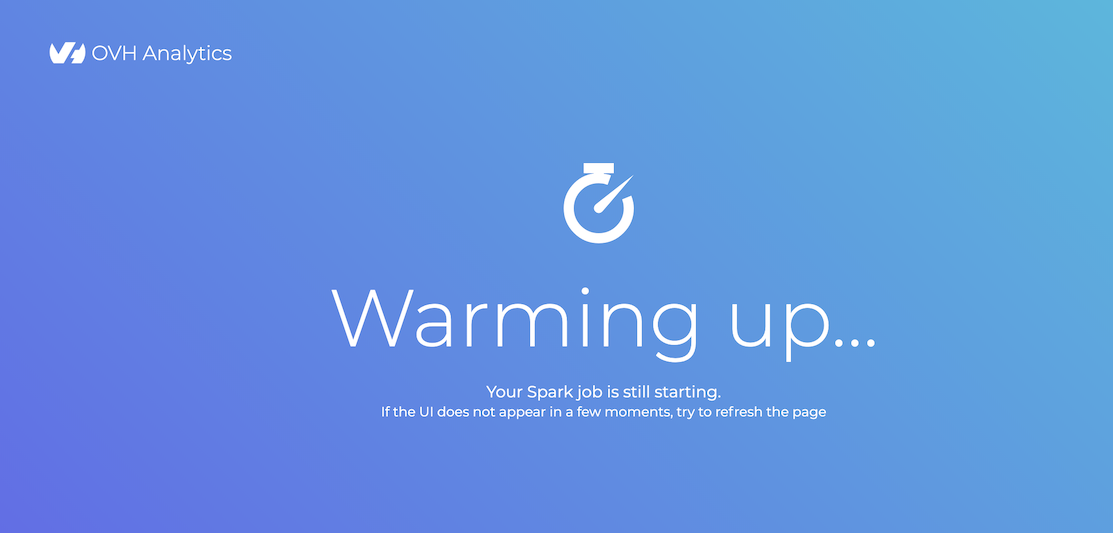 OVH Analytics
Warming up...
Your Spark job is still starting.
If the UI does not appear in a few moments, try to refresh the page